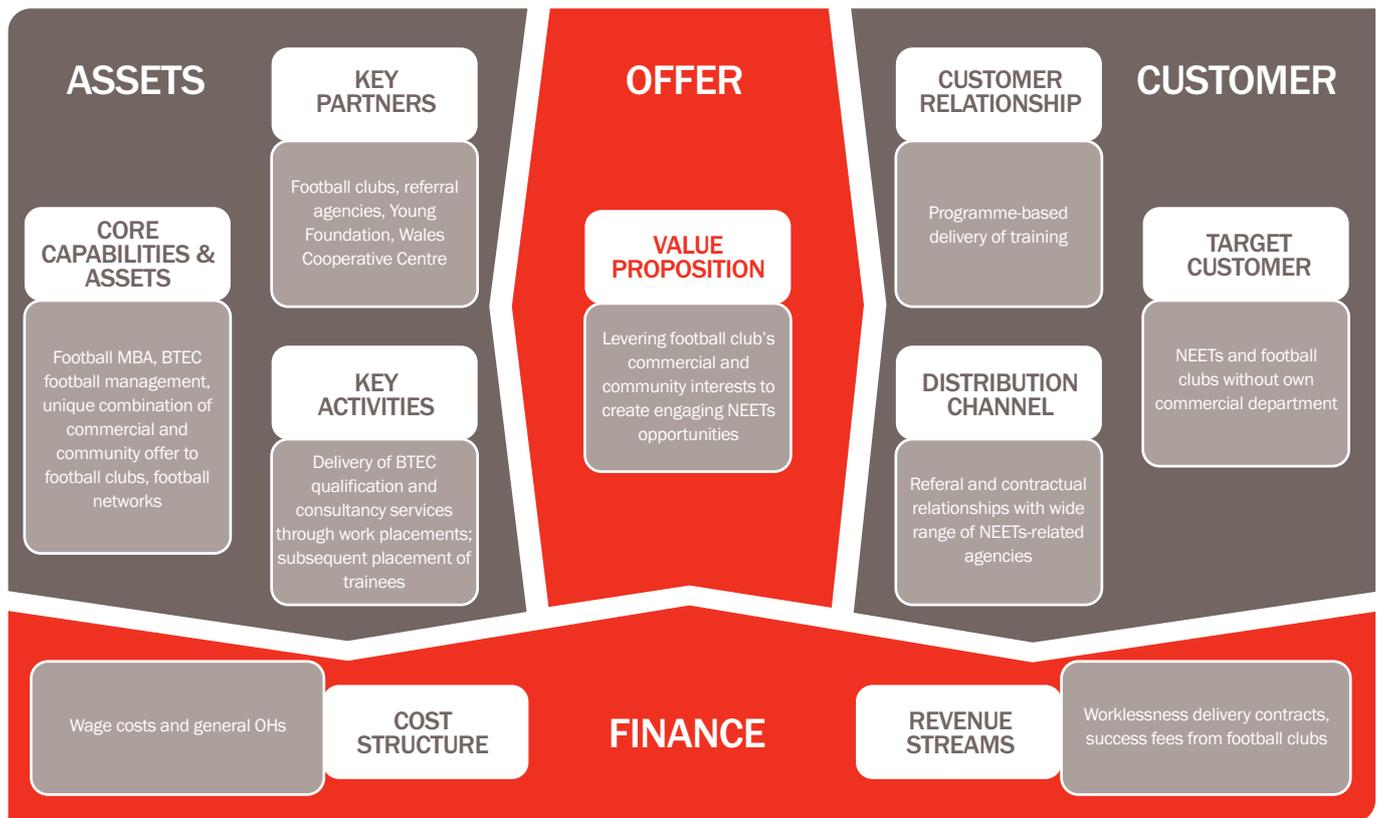 ASSETS
KEY
PARTNERS
Football clubs, referral
agencies, Young
Foundation, Wales
Cooperative Centre
CORE
CAPABILITIES &
ASSETS
Football MBA, BTEC
football management,
unique combination of
commercial and
community offer to
football clubs, football
networks
KEY
ACTIVITIES
Delivery of BTEC
qualification and
consultancy services
through work placements;
subsequent placement of
trainees
OFFER
VALUE
PROPOSITION
Levering football club's
commercial and
community interests to
create engaging NEETs
opportunities
CUSTOMER
RELATIONSHIP
Programme-based
delivery of training
DISTRIBUTION
CHANNEL
Referal and contractual
relationships with wide
range of NEETs-related
agencies
CUSTOMER
TARGET
CUSTOMER
NEETs and football
clubs without own
commercial department
Wage costs and general OHs
COST
STRUCTURE
FINANCE
REVENUE
STREAMS
Worklessness delivery contracts,
success fees from football clubs